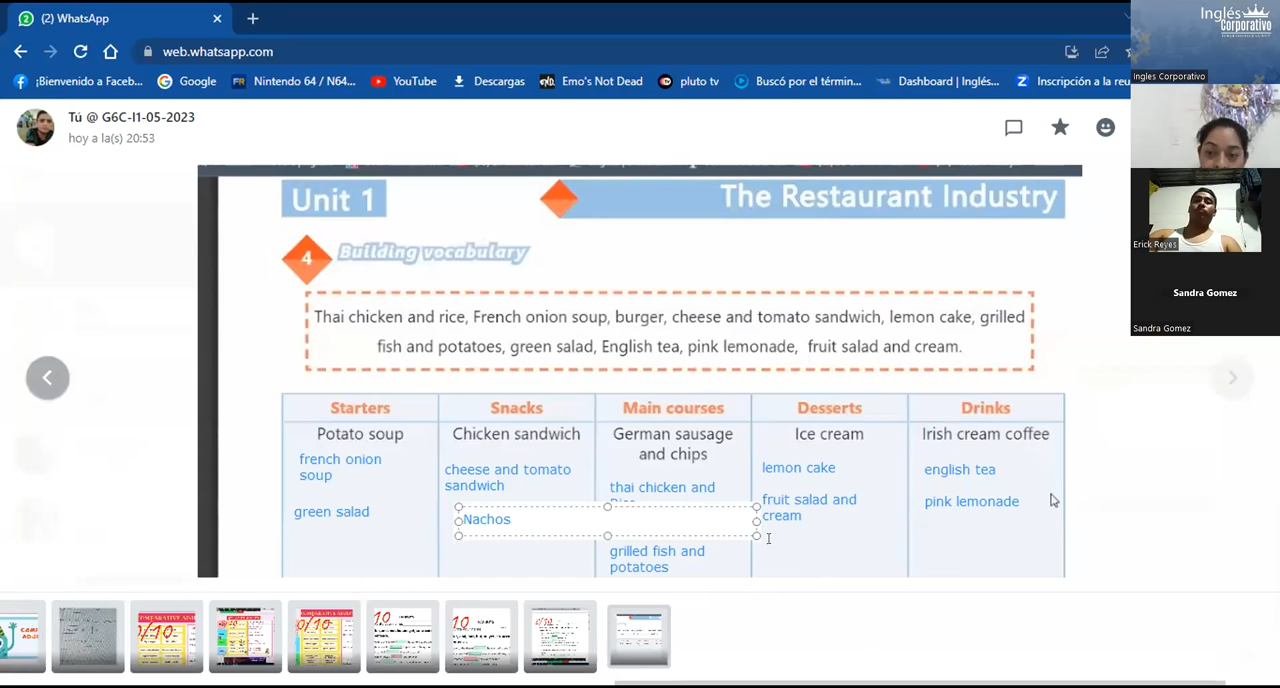 (2) WhatsApp
web.whatsapp.com
¡Bienvenido a Faceb...
Google
Nintendo 64 / N64...
YouTube
Descargas
Emo's Not Dead
pluto tv
Buscó por el términ...
Dashboard | Inglés...
Inscripción a la reu
Inglés
Corporativo
Ingles Corporativo
Tú @ G6C-I1-05-2023
hoy a la(s) 20:53
Erick Reyes
Sandra Gomez
Sandra Gomez
Unit 1
The Restaurant Industry
4 Building vocabulary
Thai chicken and rice, French onion soup, burger, cheese and tomato sandwich, lemon cake, grilled
fish and potatoes, green salad, English tea, pink lemonade, fruit salad and cream.
Starters
Snacks
Main courses
Desserts
Drinks
Potato soup
Chicken sandwich
German sausage
and chips
Ice cream
Irish cream coffee
french onion
soup
green salad
cheese and tomato
sandwich
Nachos
thai chicken and
grilled fish and
potatoes
lemon cake
fruit salad and
cream
english tea
pink lemonade